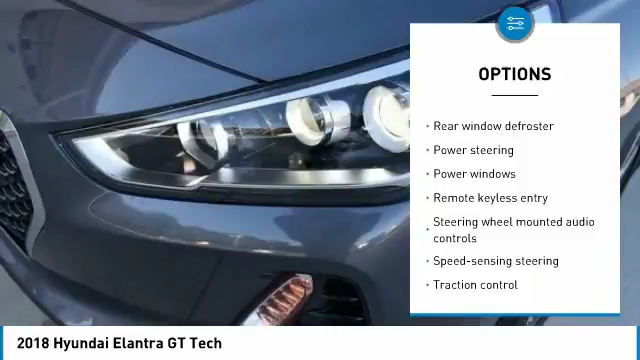 OPTIONS
Rear window defroster
Power steering
Power windows
Remote keyless entry
Steering wheel mounted audio
controls
Speed-sensing steering
Traction control
2018 Hyundai Elantra GT Tech